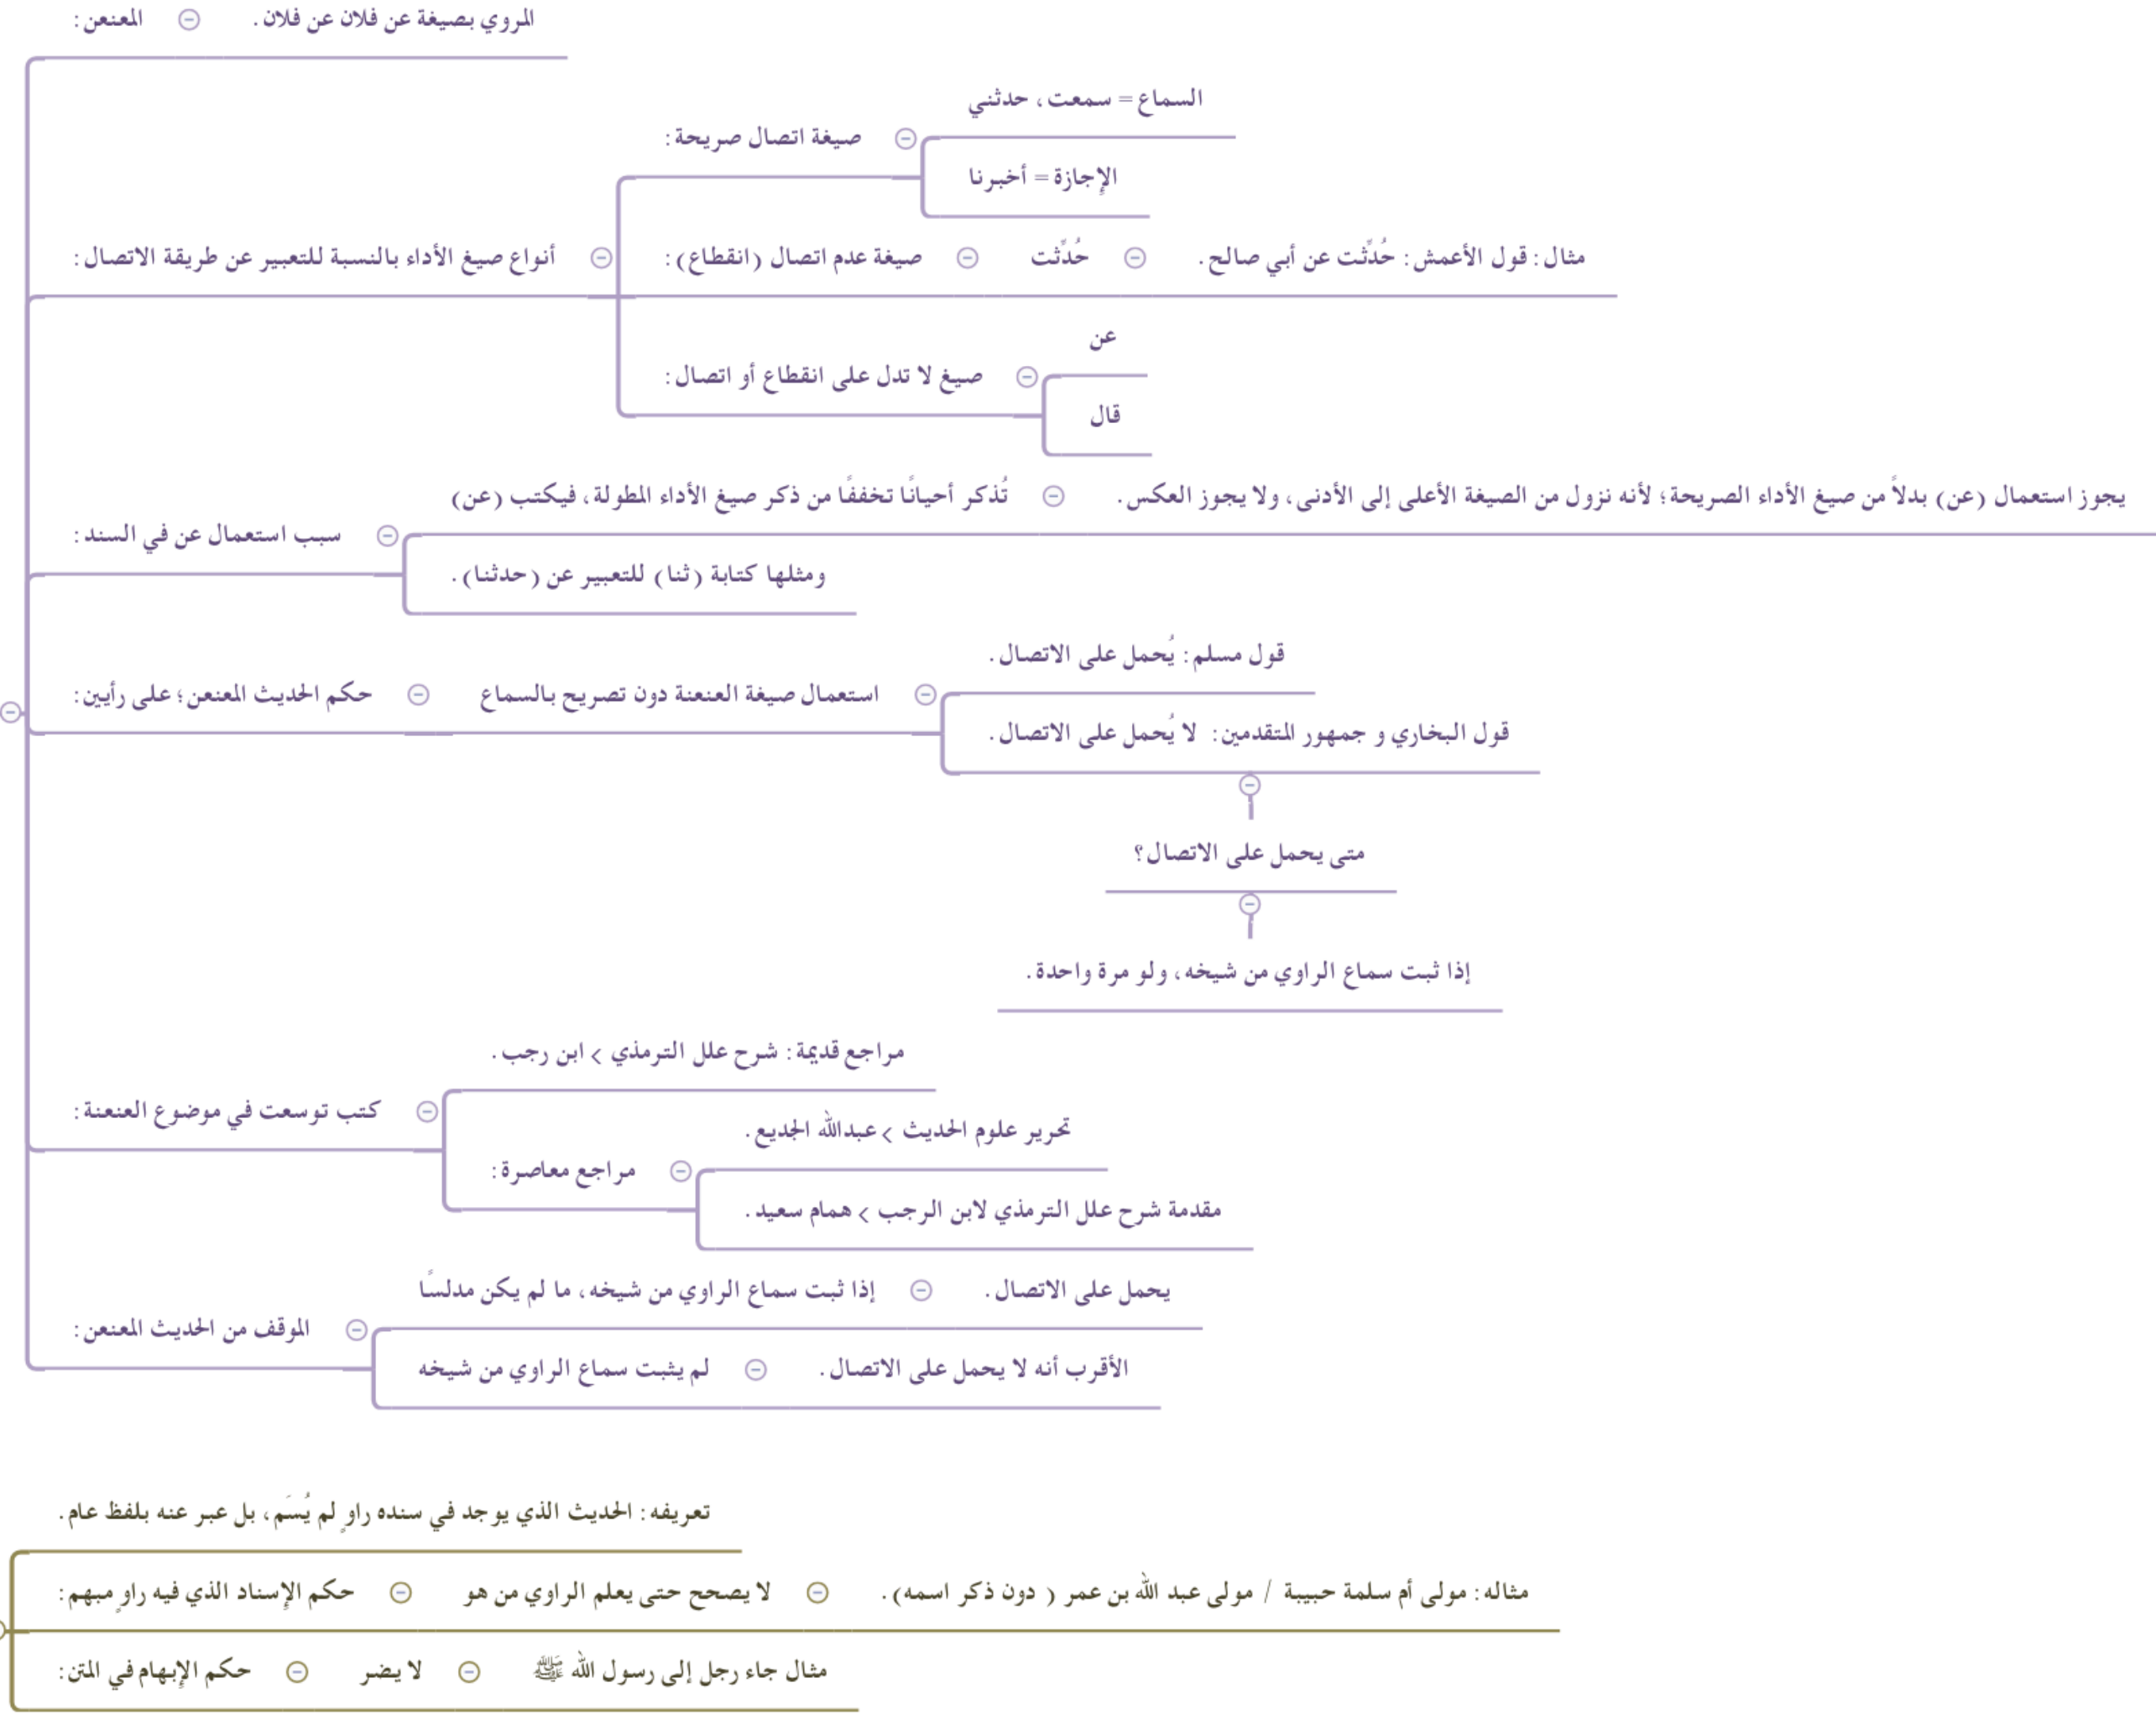 المعنعن:
المروي بصيغة عن فلان عن فلان.
أنواع صيغ الأداء بالنسبة للتعبير عن طريقة الاتصال:
صيغة اتصال صريحة:
السماع = سمعت، حدثني
الإجازة = أخبرنا
صيغة عدم اتصال (انقطاع):
حُدِّثت
مثال: قول الأعمش: حُدِّثت عن أبي صالح.
صيغ لا تدل على انقطاع أو اتصال:
عن
قال
سبب استعمال عن في السند:
تُذكر أحيانًا تخففًا من ذكر صيغ الأداء المطولة، فيكتب (عن)
يجوز استعمال (عن) بدلاً من صيغ الأداء الصريحة؛ لأنه نزول من الصيغة الأعلى إلى الأدنى، ولا يجوز العكس.
ومثلها كتابة (ثنا) للتعبير عن (حدثنا).
حكم الحديث المعنعن؛ على رأيين:
استعمال صيغة العنعنة دون تصريح بالسماع
قول مسلم: يُحمل على الاتصال.
قول البخاري و جمهور المتقدمين: لا يُحمل على الاتصال.
متى يحمل على الاتصال؟
إذا ثبت سماع الراوي من شيخه، ولو مرة واحدة.
كتب توسعت في موضوع العنعنة:
مراجع قديمة: شرح علل الترمذي > ابن رجب.
مراجع معاصرة:
تحرير علوم الحديث > عبدالله الجديع.
مقدمة شرح علل الترمذي لابن الرجب > همام سعيد.
الموقف من الحديث المعنعن:
إذا ثبت سماع الراوي من شيخه، ما لم يكن مدلسًا
يحمل على الاتصال.
لم يثبت سماع الراوي من شيخه
الأقرب أنه لا يحمل على الاتصال.
تعريفه: الحديث الذي يوجد في سنده راوٍ لم يُسَم، بل عبر عنه بلفظ عام.
حكم الإسناد الذي فيه راوٍ مبهم:
لا يصحح حتى يعلم الراوي من هو
مثاله: مولى أم سلمة حبيبة / مولى عبد الله بن عمر ( دون ذكر اسمه).
حكم الإبهام في المتن:
لا يضر
مثال جاء رجل إلى رسول الله ﷺ